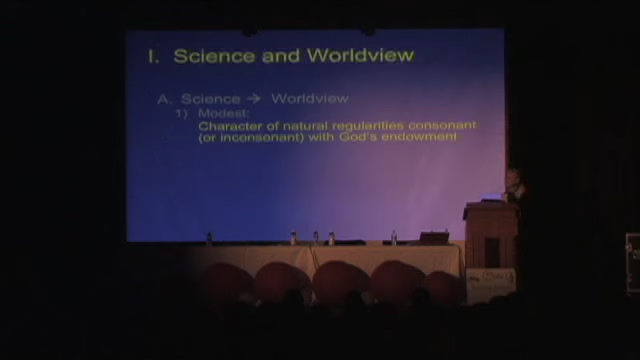 I. Science and Worldview
A. Science → Worldview
1) Modest:
Character of natural regularities consonant
(or inconsonant) with God's endowment